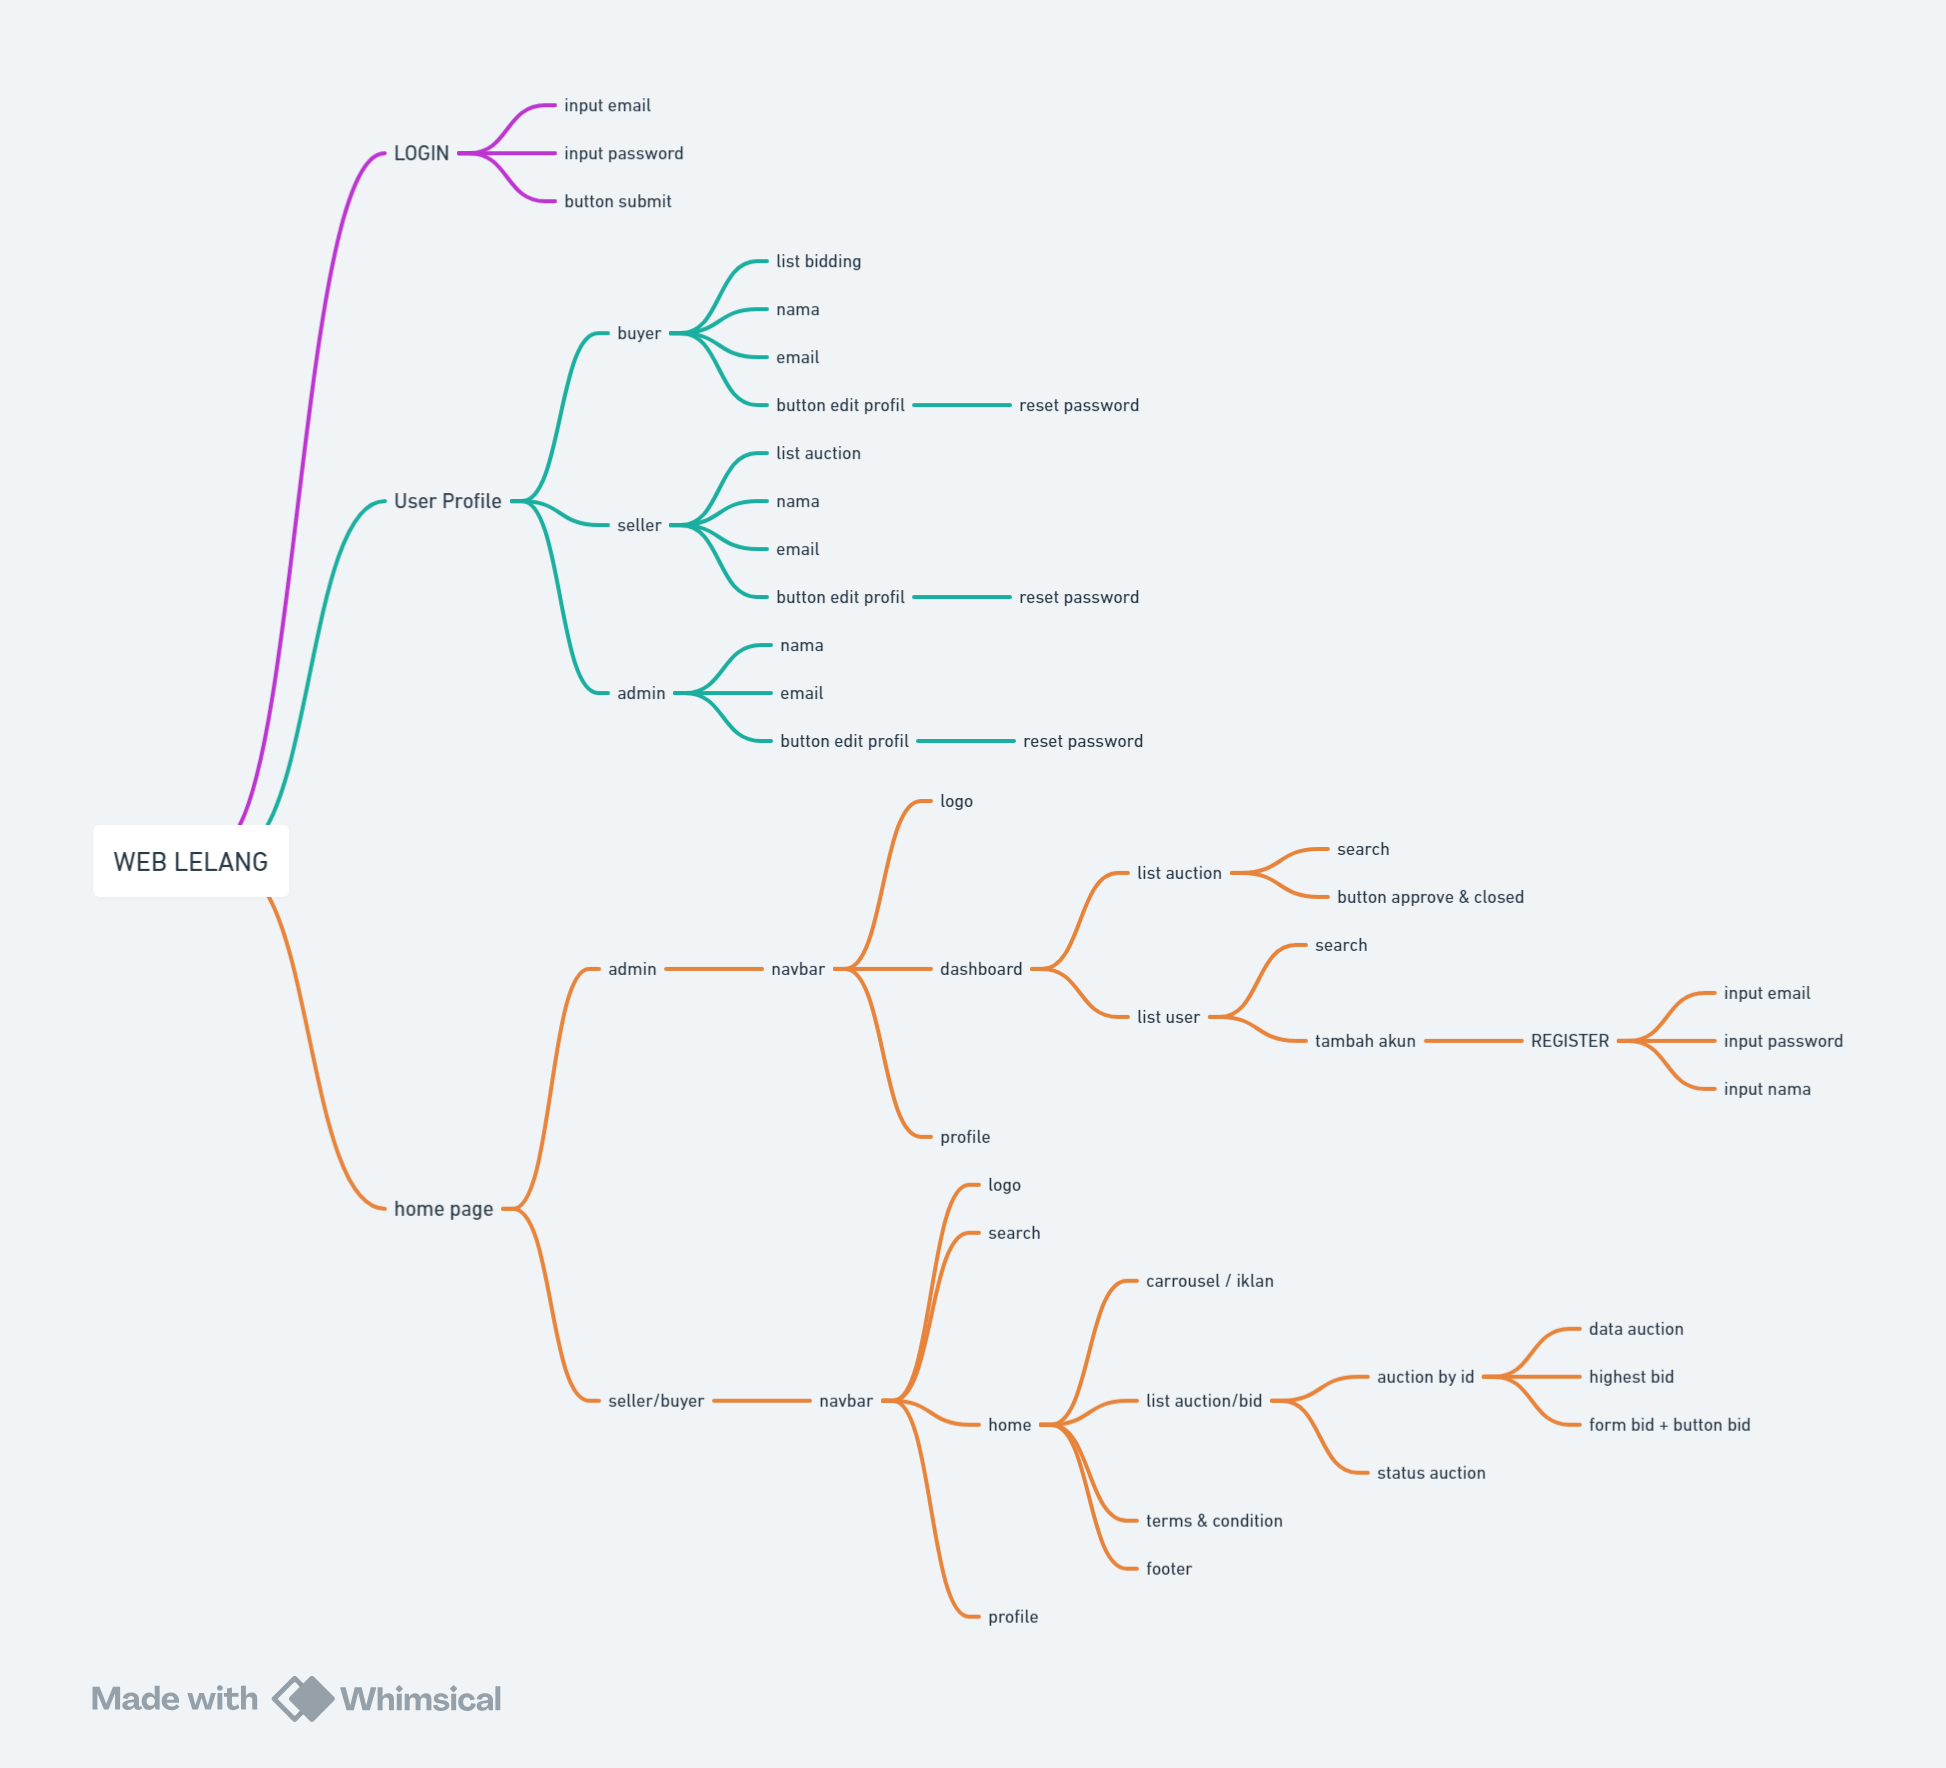 WEB LELANG
LOGIN
input email
input password
button submit
User Profile
buyer
list bidding
nama
email
button edit profil
reset password
seller
list auction
nama
email
button edit profil
reset password
admin
nama
email
button edit profil
reset password
home page
admin
navbar
logo
dashboard
list auction
search
button approve & closed
list user
search
tambah akun
REGISTER
input email
input password
input nama
profile
seller/buyer
navbar
logo
search
home
carrousel / iklan
list auction/bid
auction by id
data auction
highest bid
form bid + button bid
status auction
terms & condition
footer
profile
Made with Whimsical